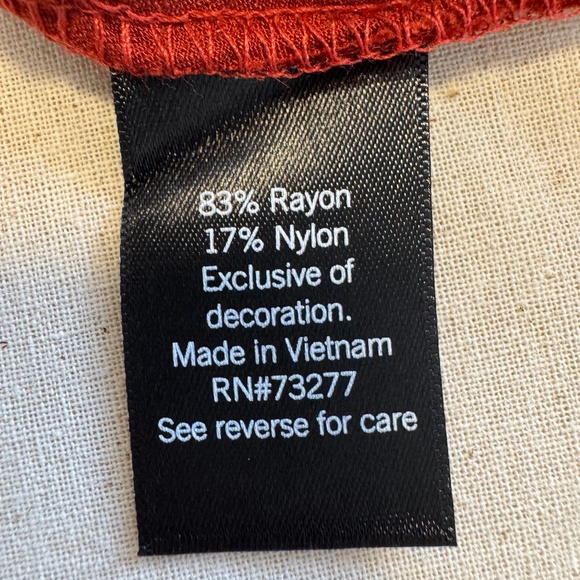 83% Rayon
17% Nylon
Exclusive of
decoration.
Made in Vietnam
RN#73277
See reverse for care